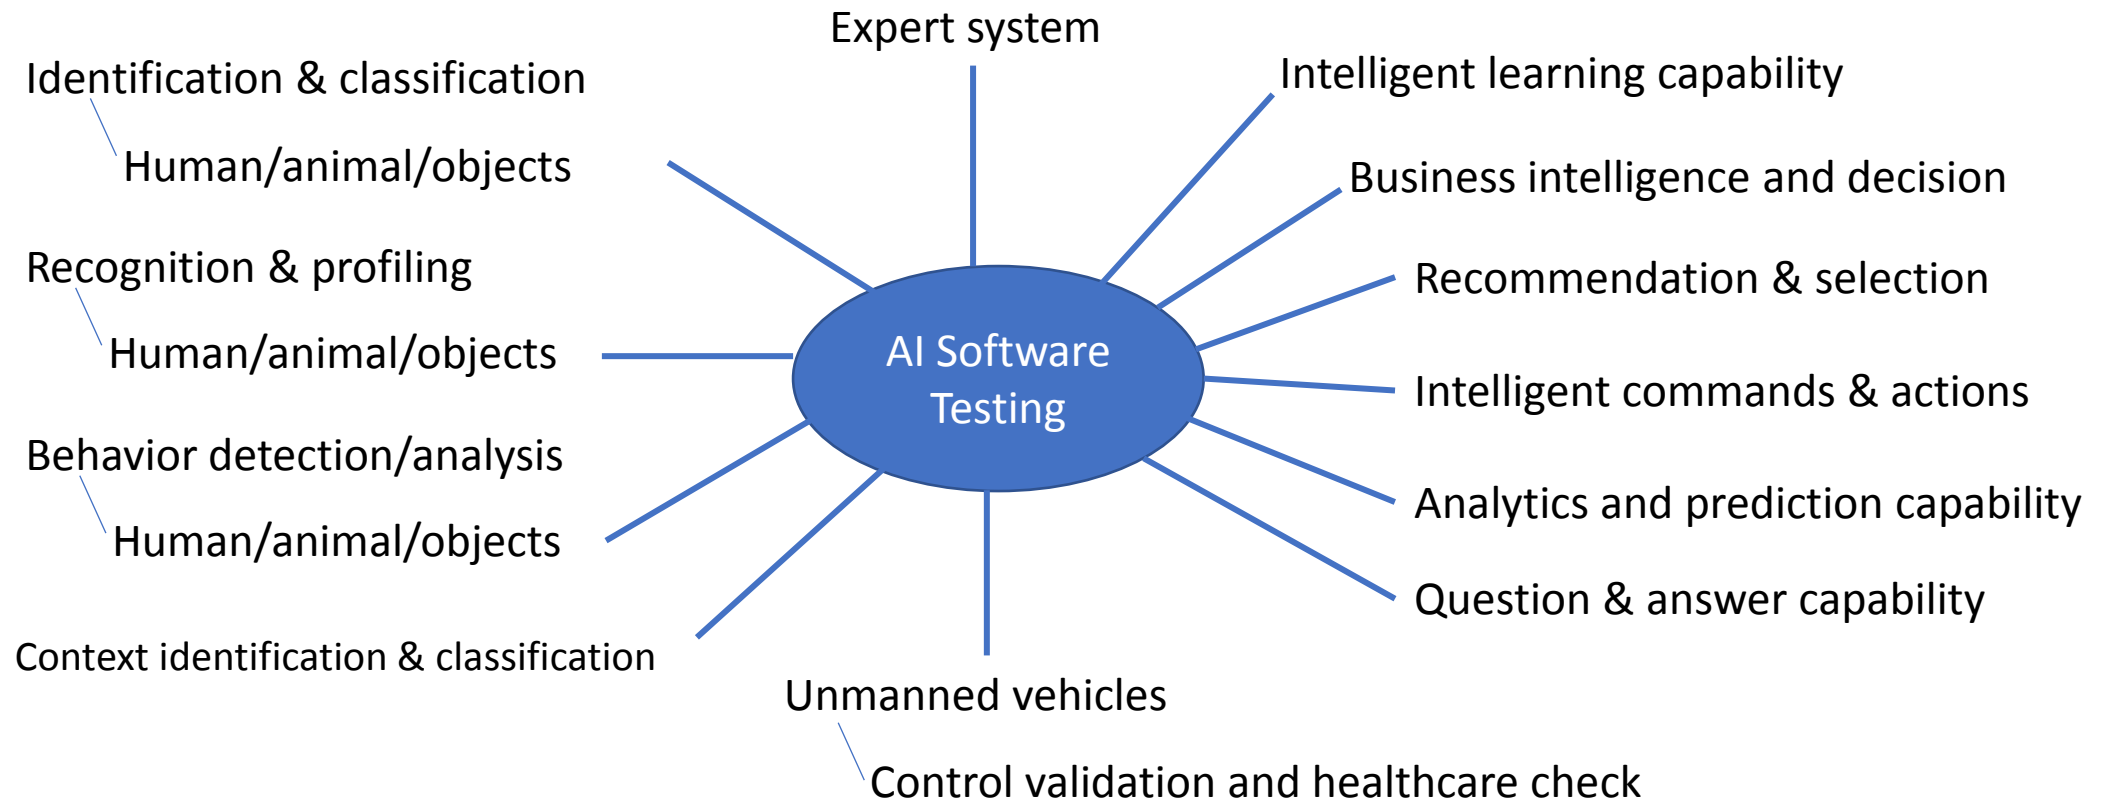 Expert system
Identification & classification
Human/animal/objects
Recognition & profiling
Human/animal/objects
Behavior detection/analysis
Human/animal/objects
Context identification & classification
AI Software
Testing
Intelligent learning capability
Business intelligence and decision
Recommendation & selection
Intelligent commands & actions
Analytics and prediction capability
Question & answer capability
Unmanned vehicles
Control validation and healthcare check